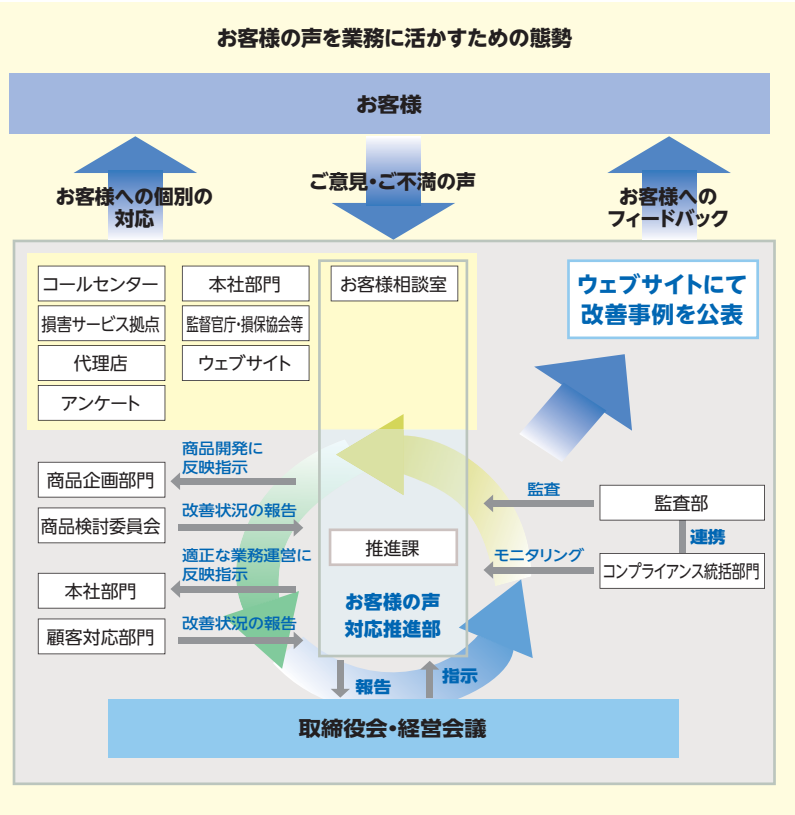 お客様の声を業務に活かすための態勢
お客様
お客様への個別の
対応
ご意見・ご不満の声
お客様への
フィードバック
コールセンター
本社部門
お客様相談室
損害サービス拠点
監督官庁・損保協会等
代理店
ウェブサイト
アンケート
ウェブサイトにて
改善事例を公表
商品開発に
反映指示
商品企画部門
改善状況の報告
商品検討委員会
適正な業務運営に
反映指示
本社部門
改善状況の報告
顧客対応部門
推進課
お客様の声
対応推進部
監査
監査部
連携
モニタリング
コンプライアンス統括部門
報告
指示
取締役会・経営会議